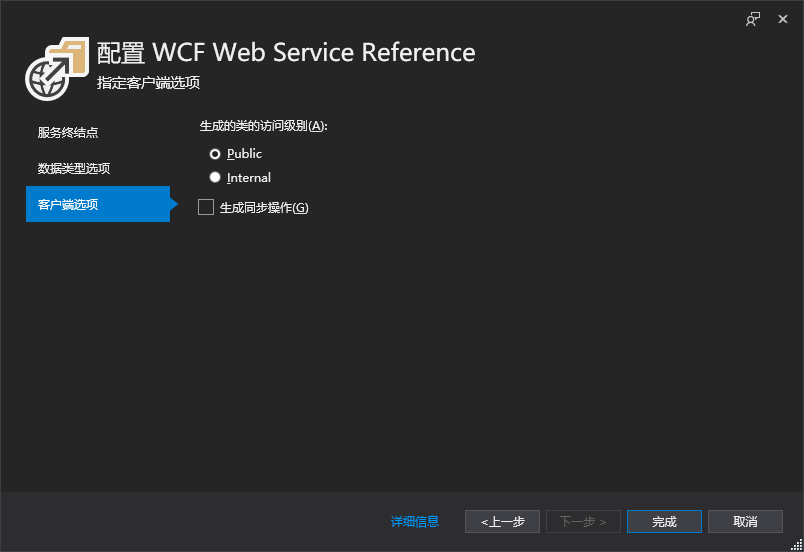 配置 WCF Web Service Reference
指定客户端选项
服务终结点
数据类型选项
客户端选项
生成的类的访问级别(A):
Public
Internal
生成同步操作(G)
详细信息
<上一步
下一步 >
完成
取消